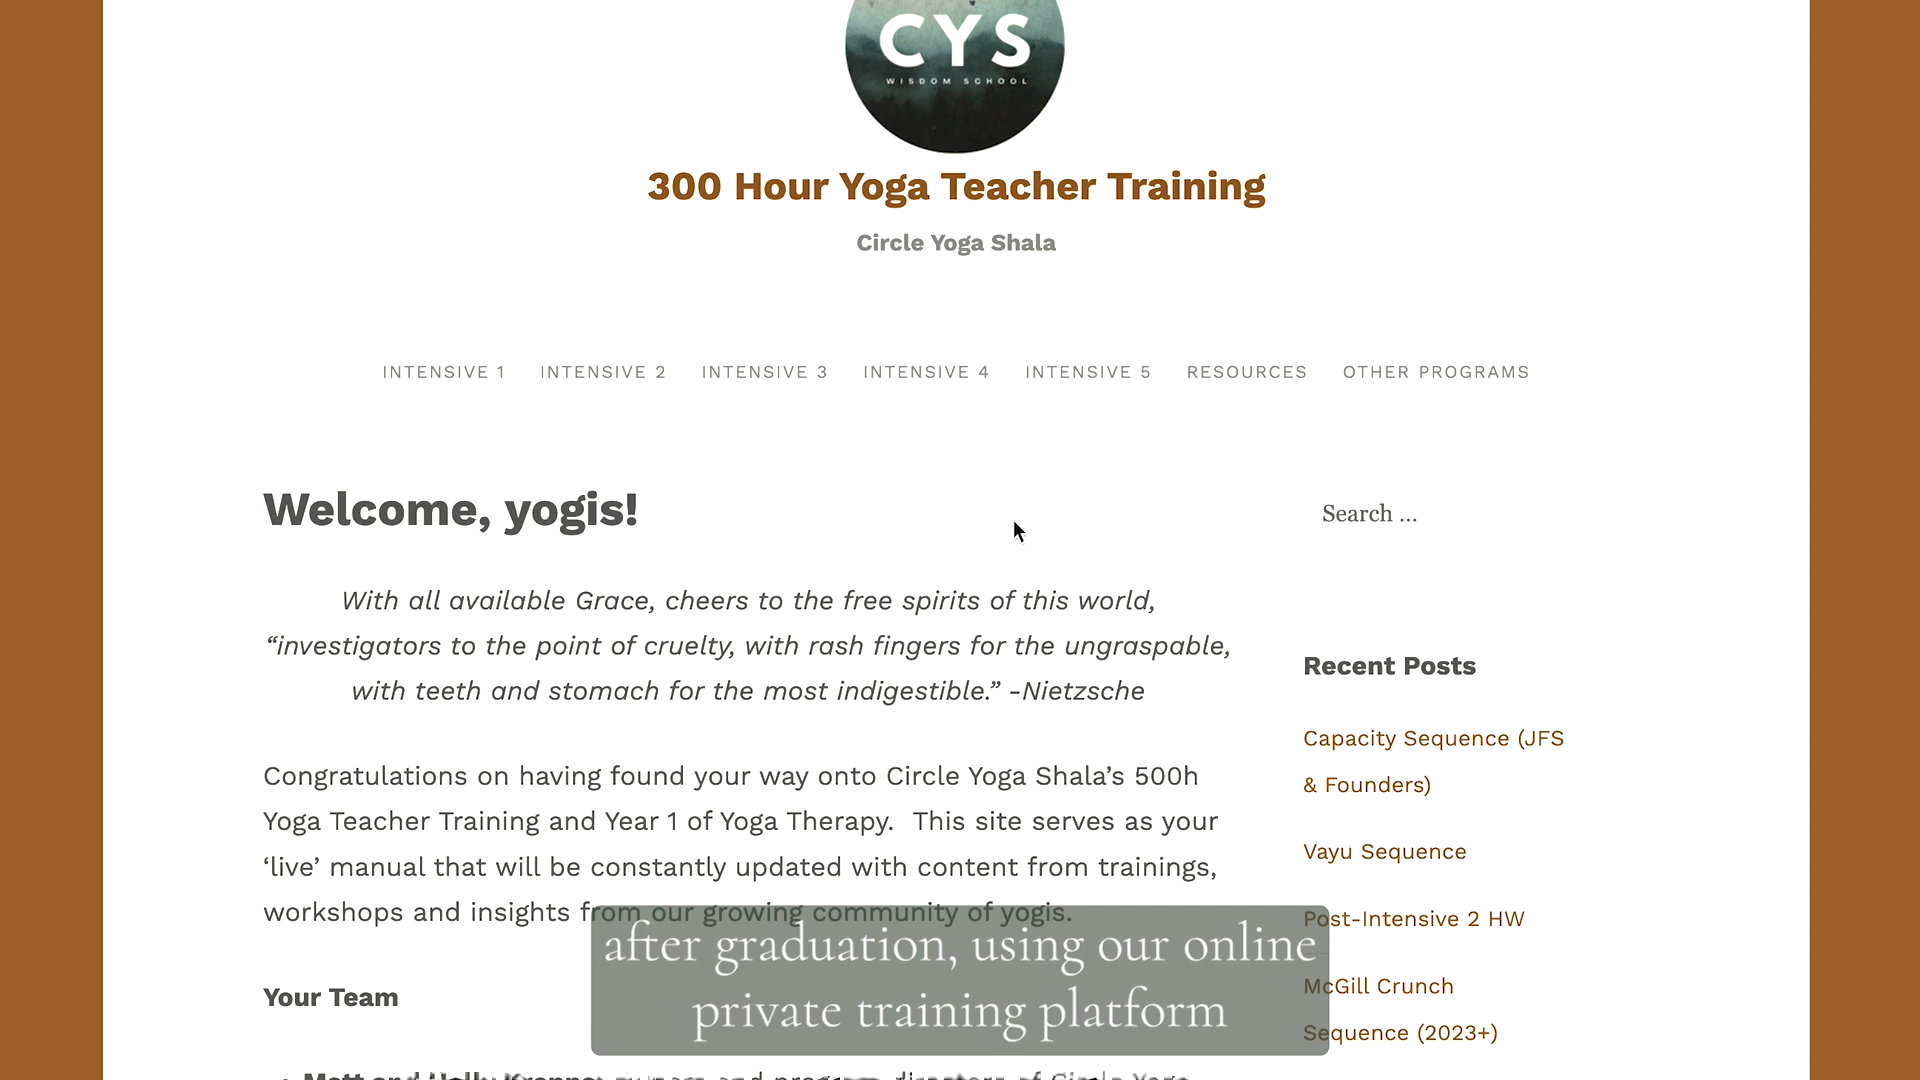 CYS
WISDOM SCHOOL
300 Hour Yoga Teacher Training
Circle Yoga Shala
INTENSIVE 1 INTENSIVE 2 INTENSIVE 3 INTENSIVE 4 INTENSIVE 5 RESOURCES OTHER PROGRAMS
Welcome, yogis!
With all available Grace, cheers to the free spirits of this world,
“investigators to the point of cruelty, with rash fingers for the ungraspable,
with teeth and stomach for the most indigestible.” -Nietzsche
Congratulations on having found your way onto Circle Yoga Shala’s 500h
Yoga Teacher Training and Year 1 of Yoga Therapy. This site serves as your
‘live’ manual that will be constantly updated with content from trainings,
workshops and insights from our growing community of yogis.
Your Team
Search ...
Recent Posts
Capacity Sequence (JFS
& Founders)
Vayu Sequence
Post-Intensive 2 HW
McGill Crunch
Sequence (2023+)
after graduation, using our online
private training platform